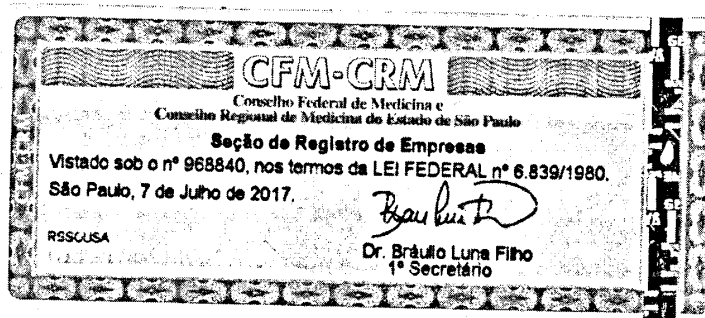 CFM-CRM
Conselho Federal de Medicina e
Conselho Regional de Medicina do Estado de São Paulo
Seção de Registro de Empresas
Vistado sob o nº 968840, nos termos da LEI FEDERAL nº 6.839/1980.
São Paulo, 7 de Julho de 2017.
Dr. Bráulio Luna Filho
1º Secretário